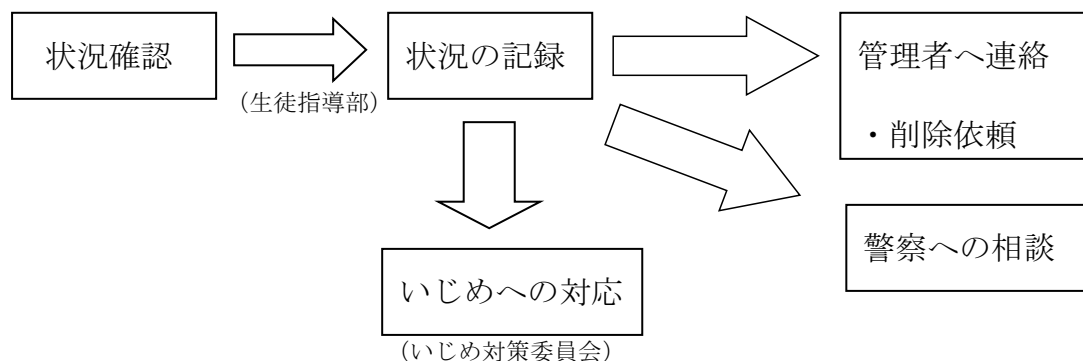 状況確認
状況の記録
管理者へ連絡
・削除依頼
(生徒指導部)
警察への相談
いじめへの対応
(いじめ対策委員会)